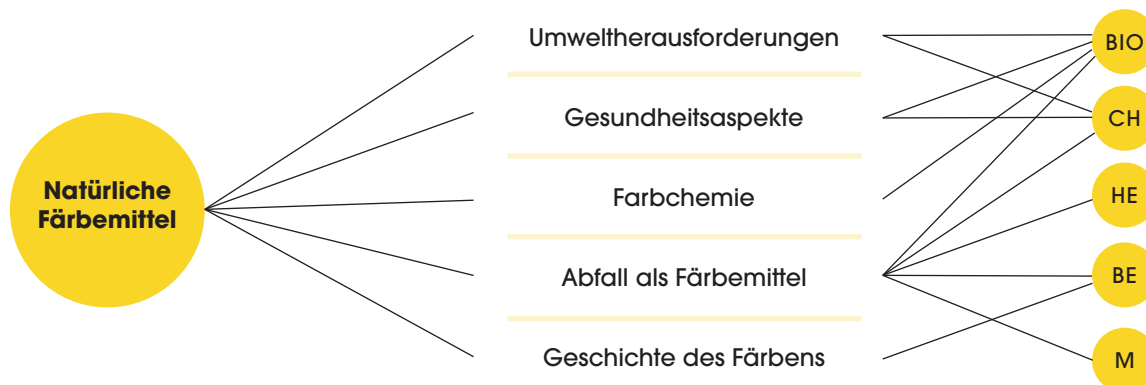 Natürliche
Färbemittel
Umweltherausforderungen
Gesundheitsaspekte
Farbchemie
Abfall als Färbemittel
Geschichte des Färbens
BIO
CH
HE
BE
M